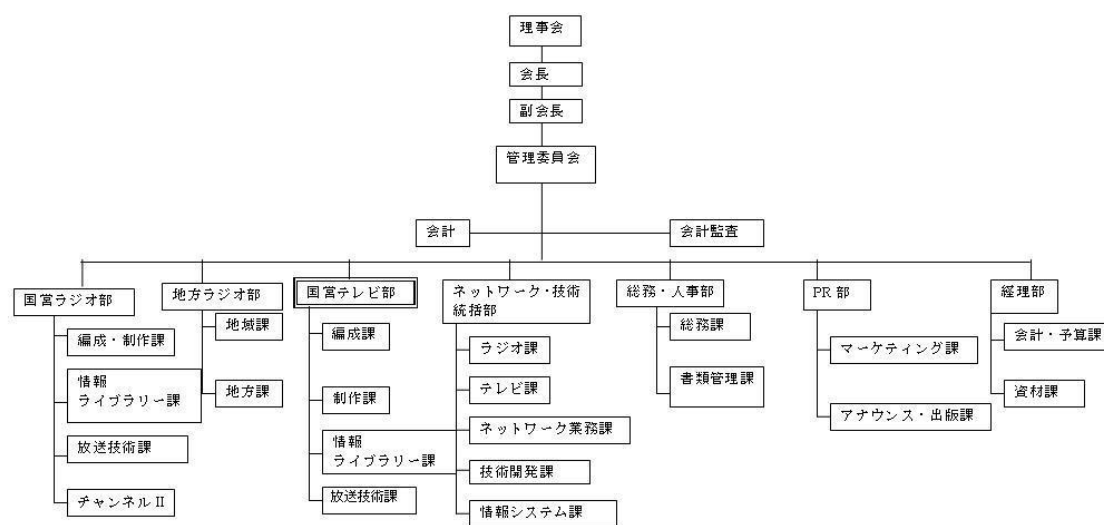 理事会
会長
副会長
管理委員会
会計
会計監査
国営ラジオ部
編成・制作課
情報
ライブラリー課
放送技術課
チャンネルⅡ
地方ラジオ部
地域課
地方課
国営テレビ部
編成課
制作課
情報
ライブラリー課
放送技術課
ネットワーク・技術
統括部
ラジオ課
テレビ課
ネットワーク業務課
技術開発課
情報システム課
総務・人事部
総務課
書類管理課
PR部
マーケティング課
アナウンス・出版課
経理部
会計・予算課
資材課